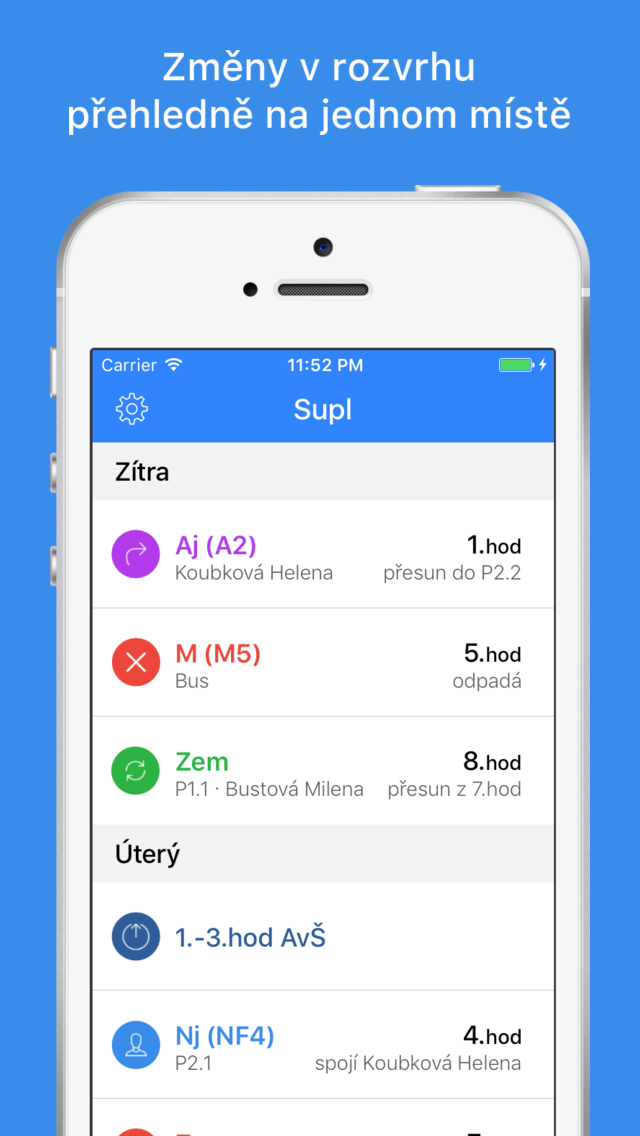 Změny v rozvrhu
přehledně na jednom místě
Carrier 11:52 PM
Supl
Zítra
Aj (A2) 1.hod
Koubková Helena přesun do P2.2
M (M5) 5.hod
Bus odpadá
Zem 8.hod
P1.1 · Bustová Milena přesun z 7.hod
Úterý
1.-3.hod AvŠ
Nj (NF4) 4.hod
P2.1 spojí Koubková Helena